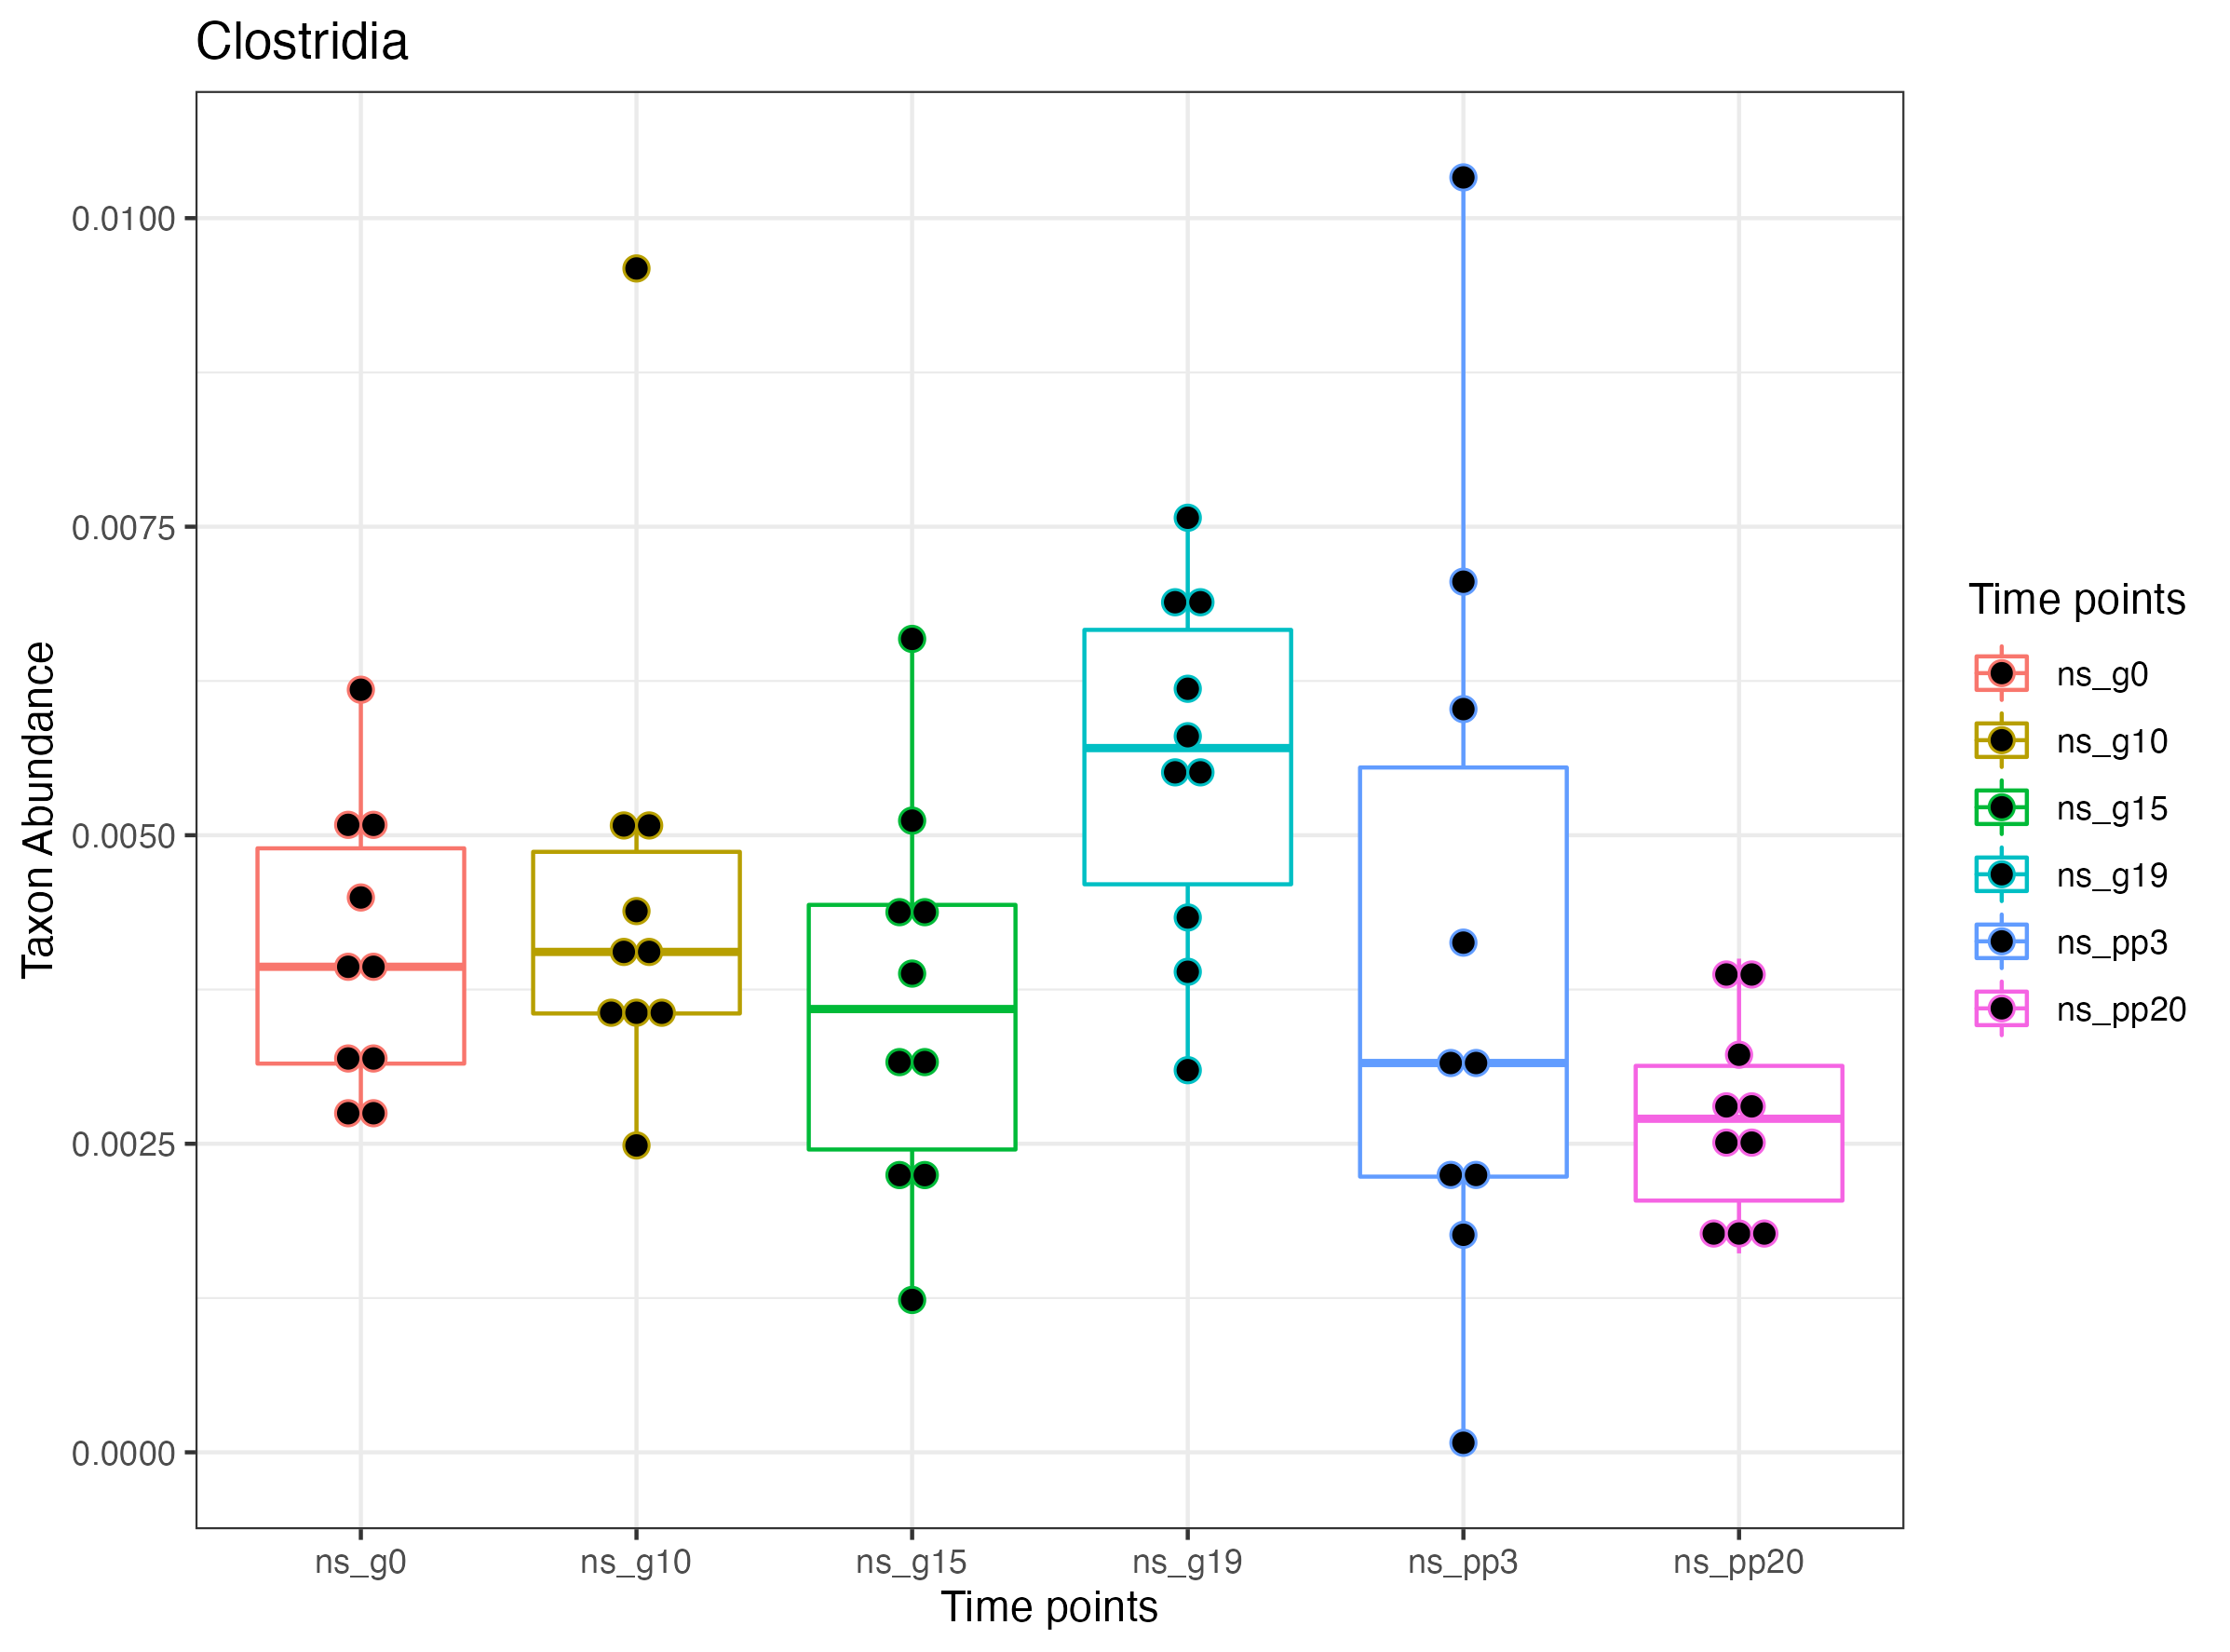 Clostridia
Taxon Abundance
0.0100
0.0075
0.0050
0.0025
0.0000
ns_g0 ns_g10 ns_g15 ns_g19 ns_pp3 ns_pp20
Time points
Time points
ns_g0
ns_g10
ns_g15
ns_g19
ns_pp3
ns_pp20